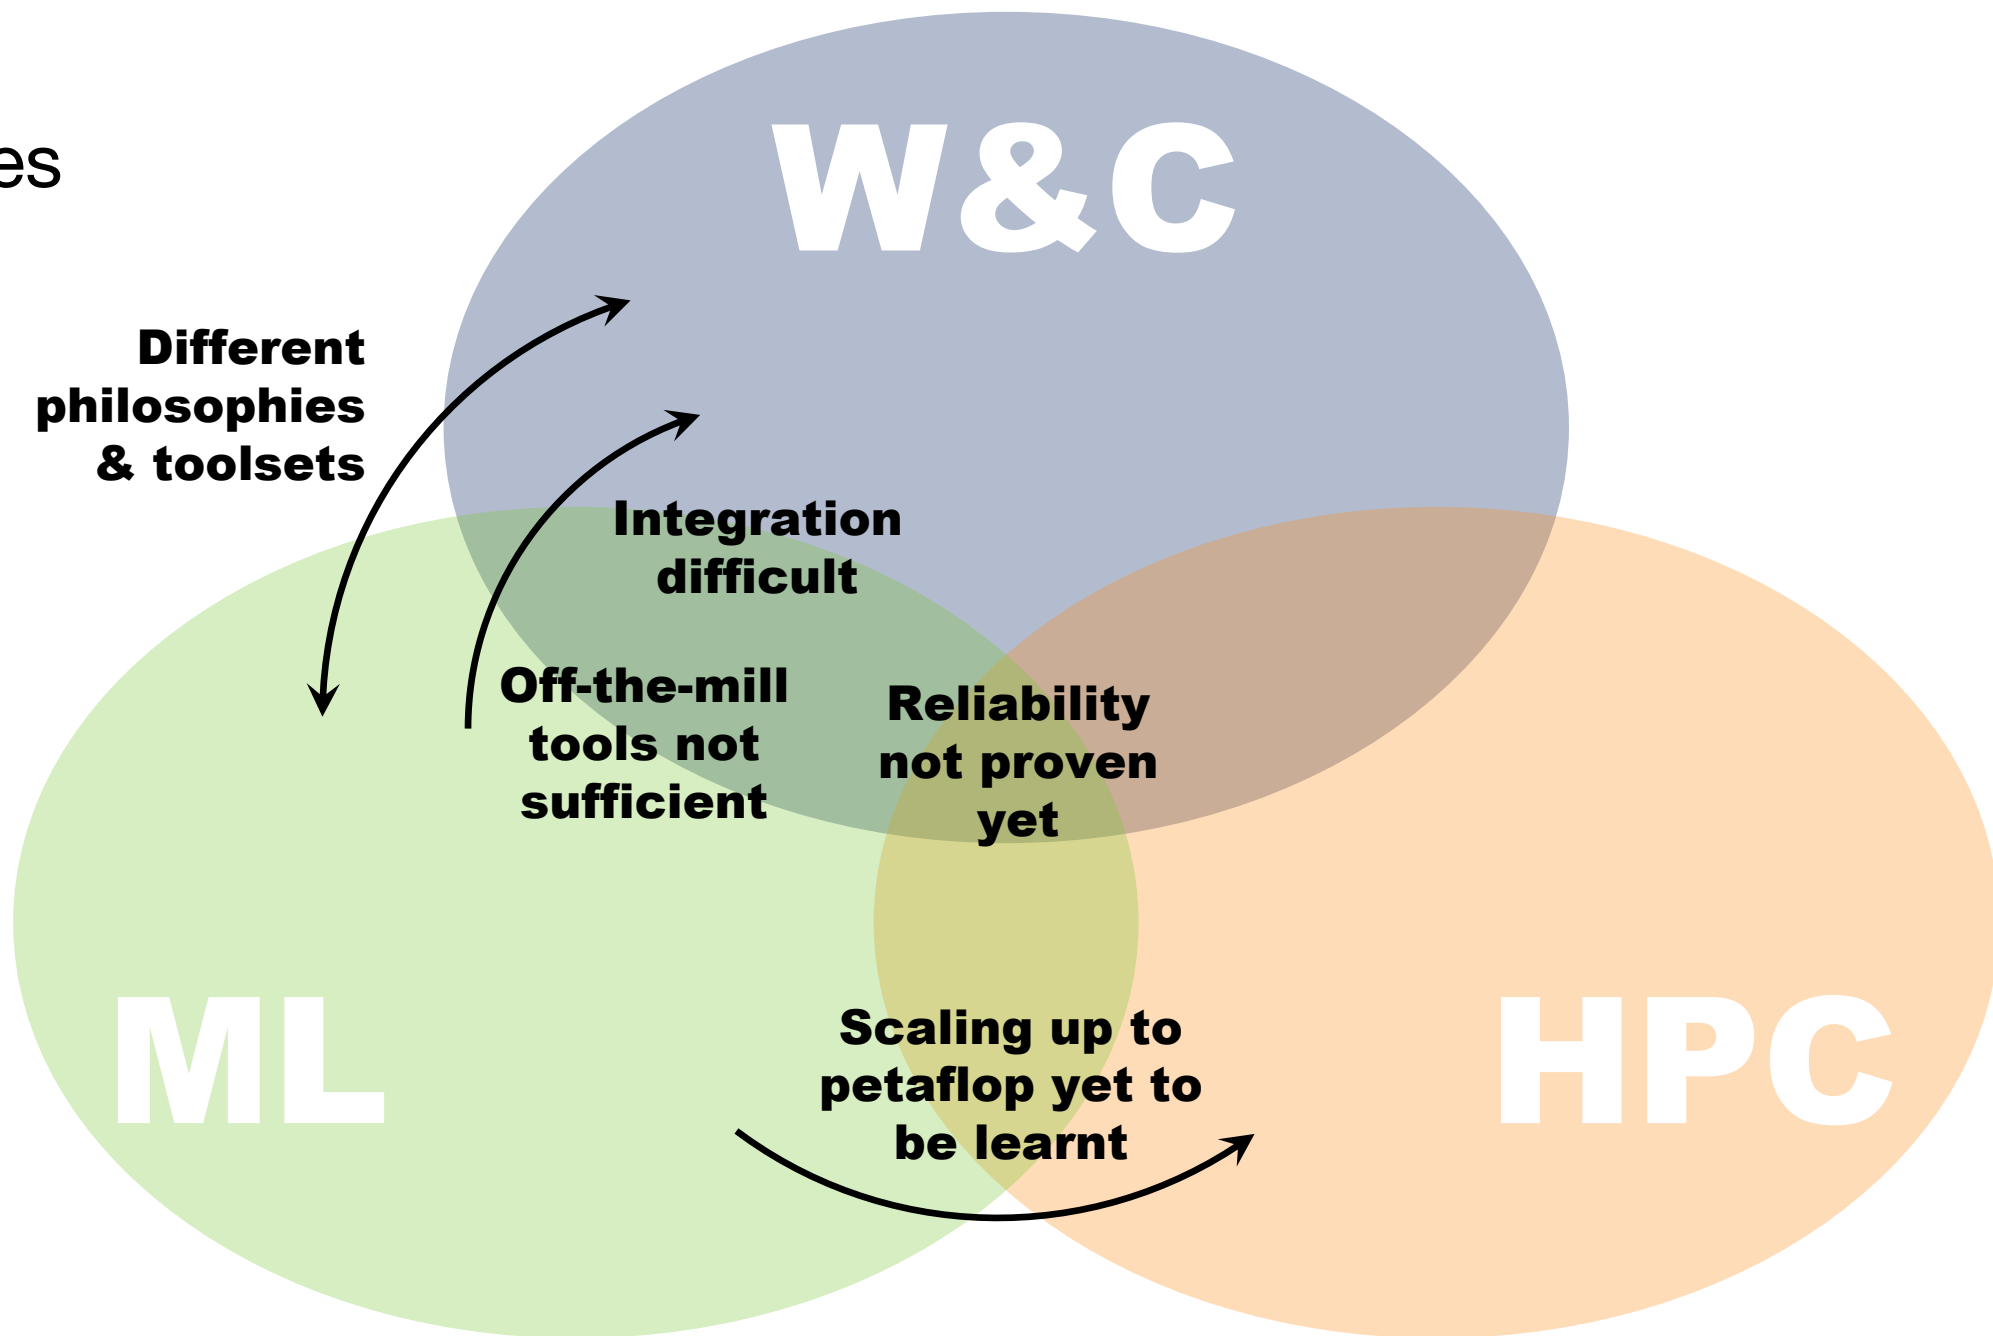 es
W&C
Different
philosophies
& toolsets
Integration
difficult
Off-the-mill
tools not
sufficient
Reliability
not proven
yet
ML
HPC
Scaling up to
petaflop yet to
be learnt